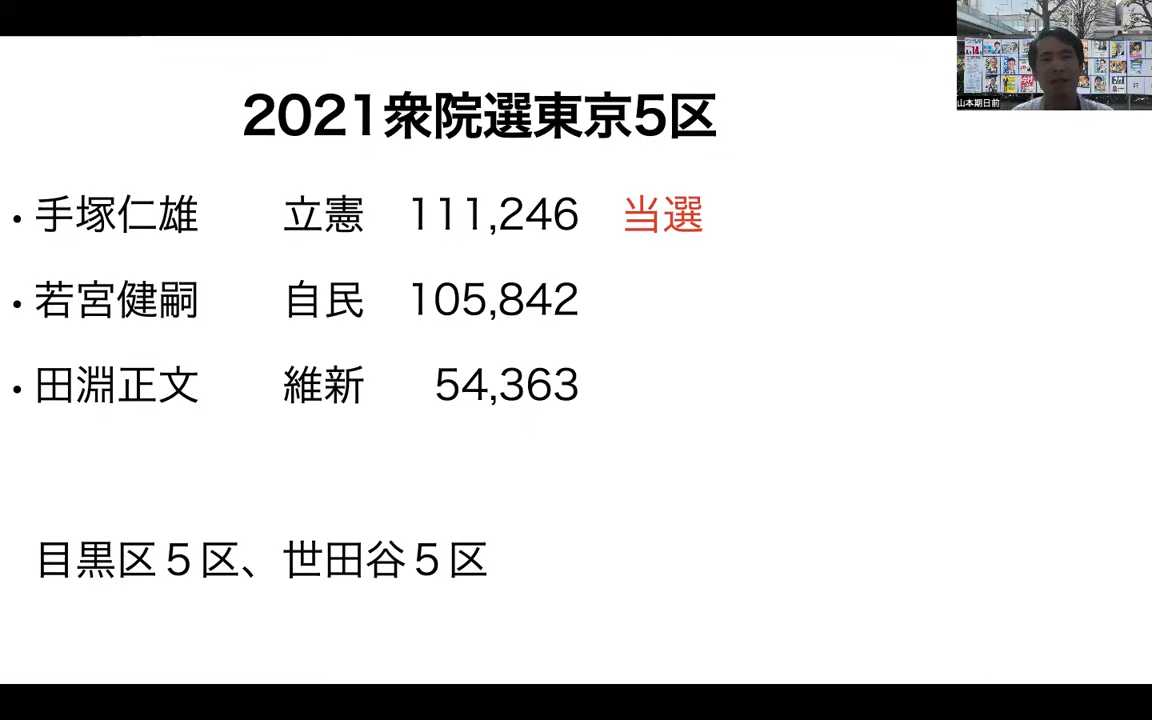 2021衆院選東京5区
・手塚仁雄　　立憲　111,246　当選
・若宮健嗣　　自民　105,842
・田淵正文　　維新　54,363
目黒区５区、世田谷５区
山本期日前